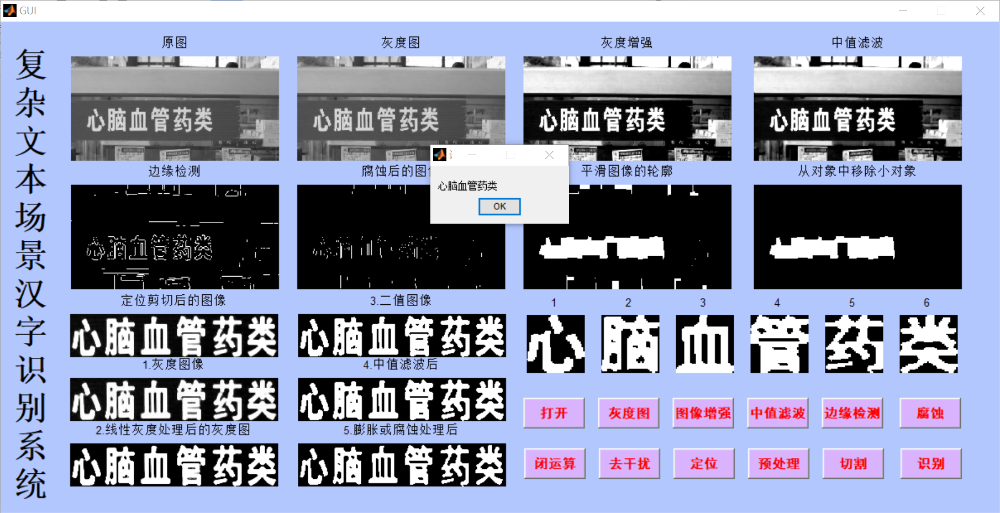 GUI
复杂文本场景汉字识别系统
原图
灰度图
灰度增强
中值滤波
心脑血管药类
心脑血管药类
心脑血管药类
心脑血管药类
边缘检测
腐蚀后的图
平滑图像的轮廓
从对象中移除小对象
心脑血管药类
OK
心脑血管药类
定位剪切后的图像
3.二值图像
1
2
3
4
5
6
心脑血管药类
心脑血管药类
心
脑
血
管
药
类
1.灰度图像
4.中值滤波后
心脑血管药类
心脑血管药类
打开
灰度图
图像增强
中值滤波
边缘检测
腐蚀
2.线性灰度处理后的灰度图
5.膨胀或腐蚀处理后
心脑血管药类
心脑血管药类
闭运算
去干扰
定位
预处理
切割
识别